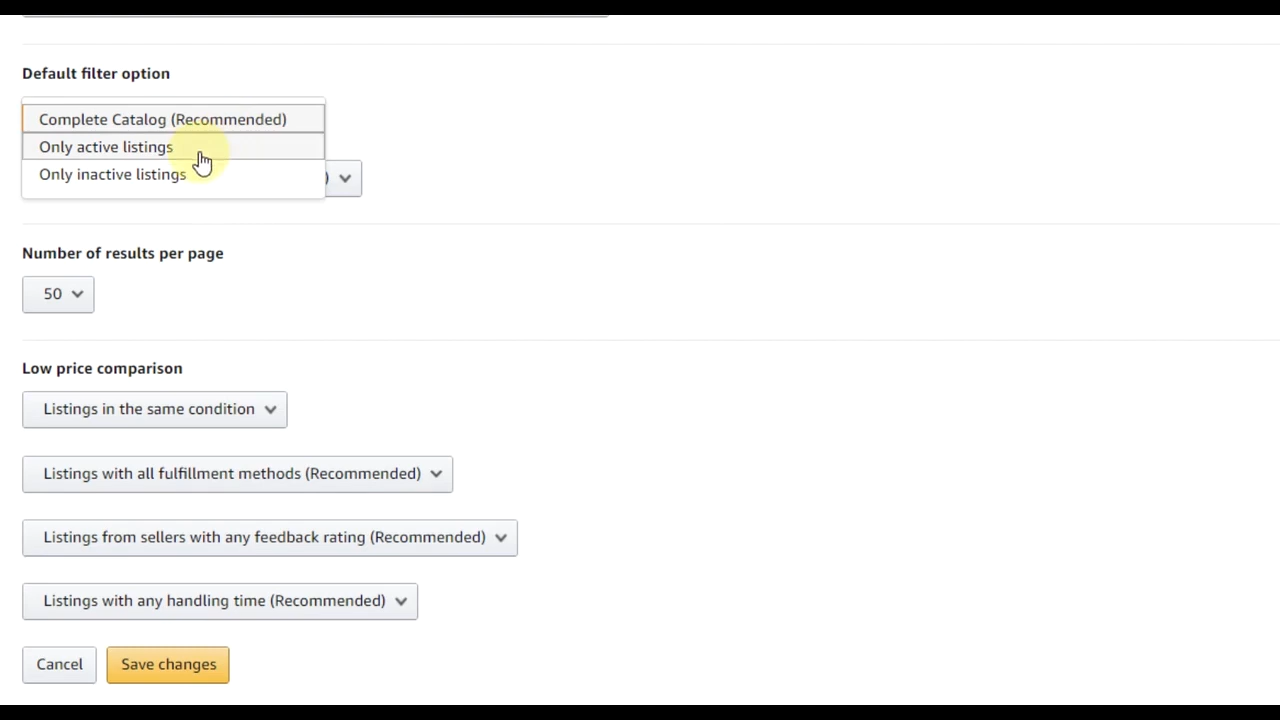 Default filter option
Complete Catalog (Recommended)
Only active listings
Only inactive listings
)
Number of results per page
50
Low price comparison
Listings in the same condition
Listings with all fulfillment methods (Recommended)
Listings from sellers with any feedback rating (Recommended)
Listings with any handling time (Recommended)
Cancel
Save changes